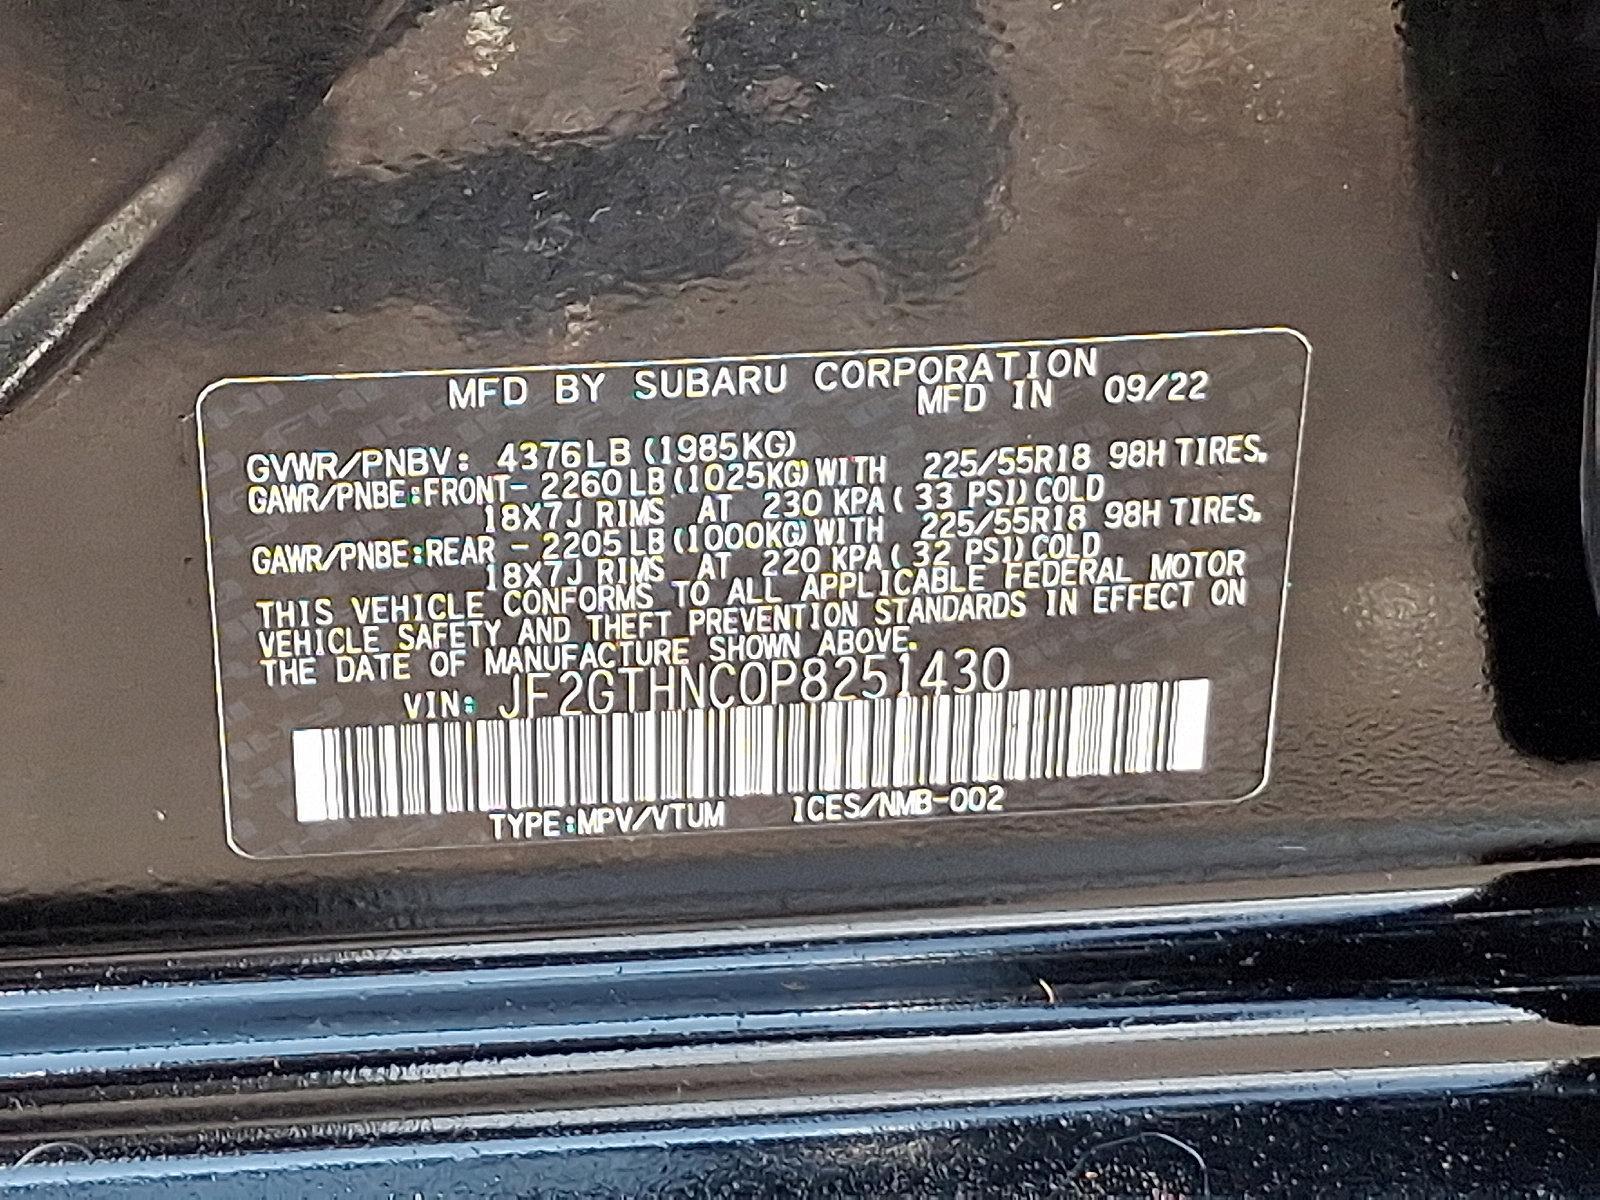 MFD BY SUBARU CORPORATION
MFD IN 09/22
GVWR/PNBV: 4376LB (1985KG)
GAWR/PNBE:FRONT- 2260LB (1025KG) WITH 225/55R18 98H TIRES.
18X7J RIMS AT 230 KPA ( 33 PSI) COLD
GAWR/PNBE:REAR - 2205LB (1000KG) WITH 225/55R18 98H TIRES.
18X7J RIMS AT 220 KPA ( 32 PSI) COLD
THIS VEHICLE CONFORMS TO ALL APPLICABLE FEDERAL MOTOR
VEHICLE SAFETY AND THEFT PREVENTION STANDARDS IN EFFECT ON
THE DATE OF MANUFACTURE SHOWN ABOVE.
VIN: JF2GTHNC0P8251430
TYPE:MPV/VTUM ICES/NMB-002